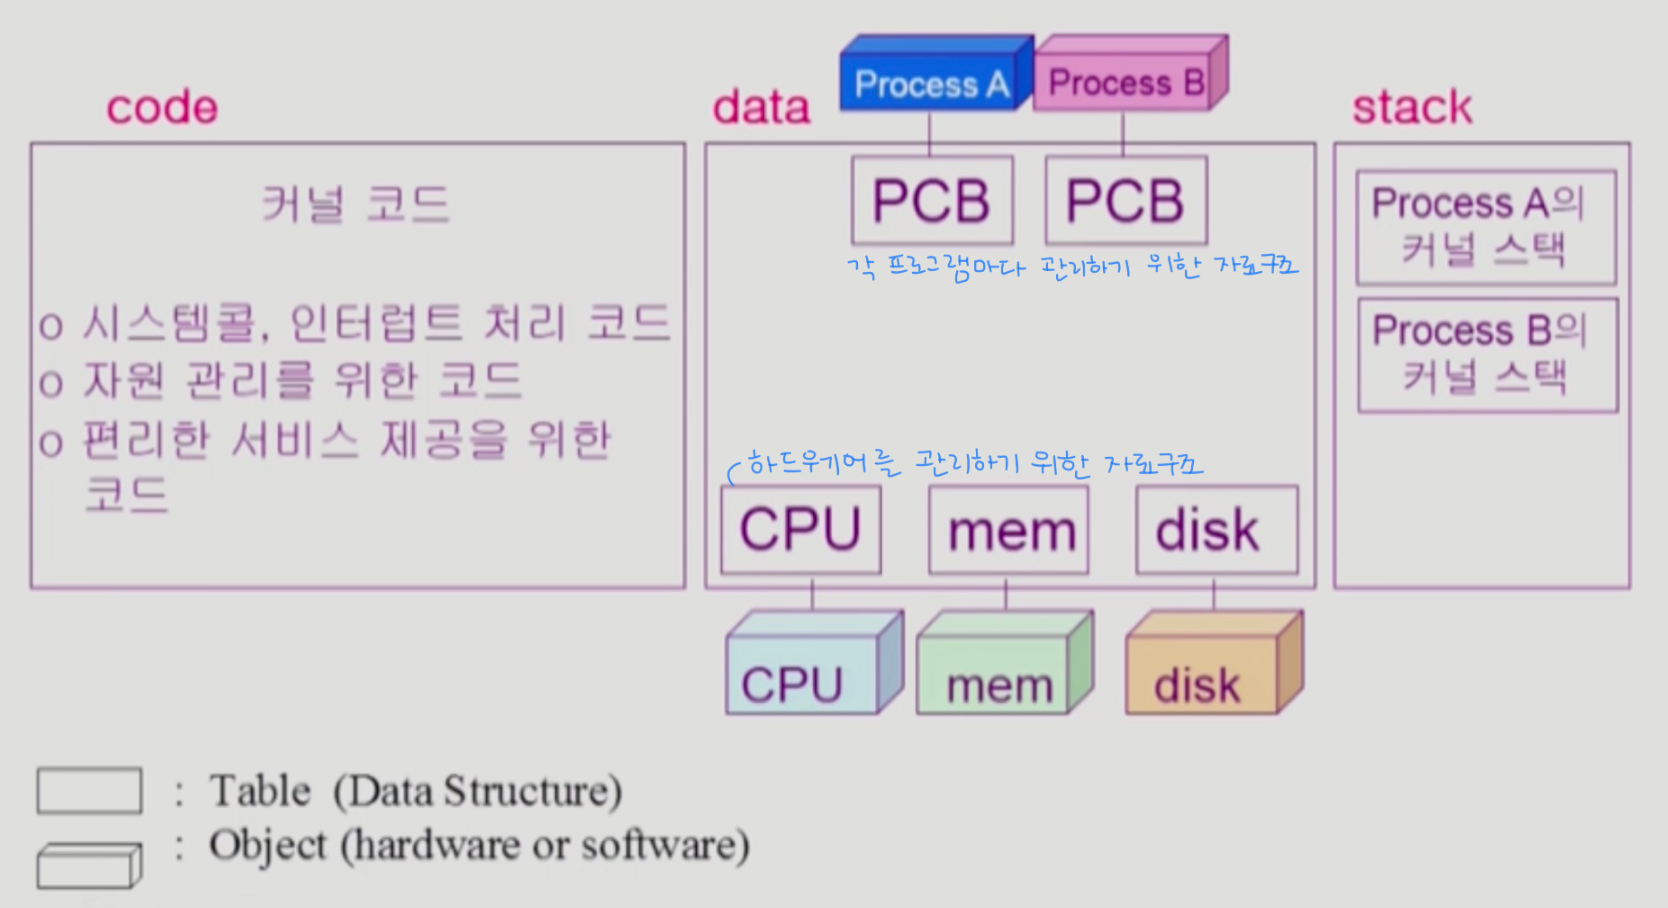 Process A
Process B
code
data
stack
커널 코드
o 시스템콜, 인터럽트 처리 코드
o 자원 관리를 위한 코드
o 편리한 서비스 제공을 위한
코드
PCB
PCB
각 프로그램마다 관리하기 위한 자료구조
하드우기어를 관리하기 위한 자료구조
CPU
mem
disk
Process A의
커널 스택
Process B의
커널 스택
CPU
mem
disk
: Table (Data Structure)
: Object (hardware or software)